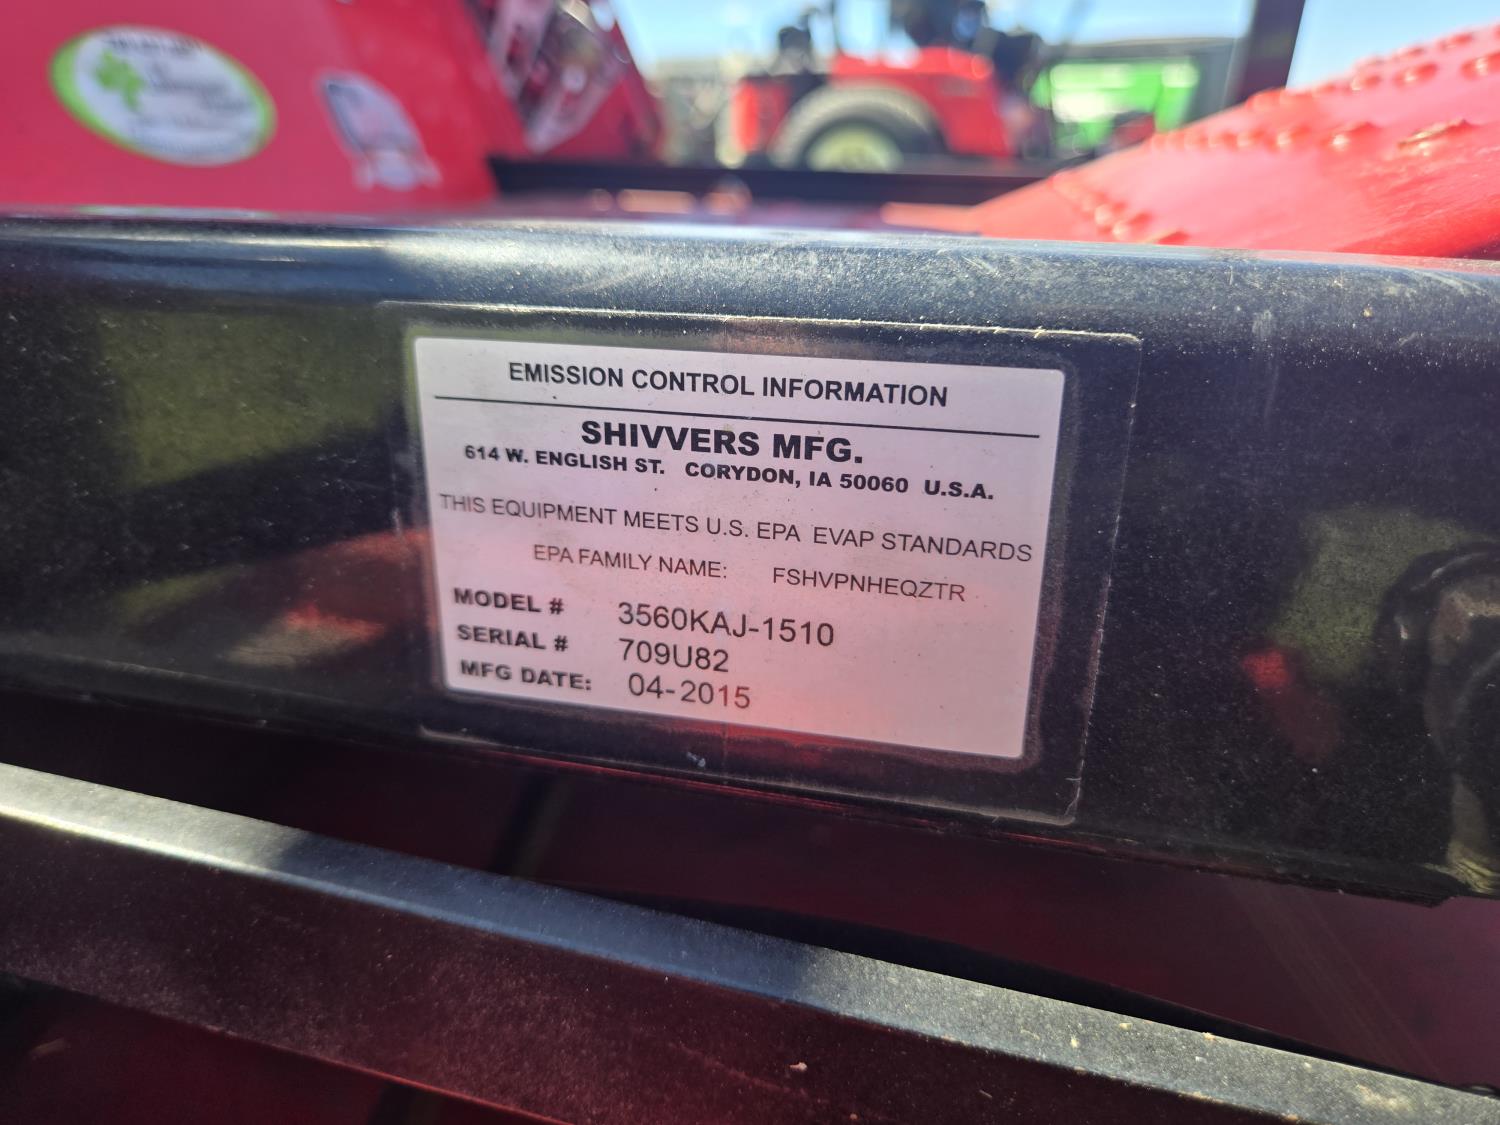 EMISSION CONTROL INFORMATION
SHIVVERS MFG.
614 W. ENGLISH ST. CORYDON, IA 50060 U.S.A.
THIS EQUIPMENT MEETS U.S. EPA EVAP STANDARDS
EPA FAMILY NAME: FSHVPNHEQZTR
MODEL # 3560KAJ-1510
SERIAL # 709U82
MFG DATE: 04-2015